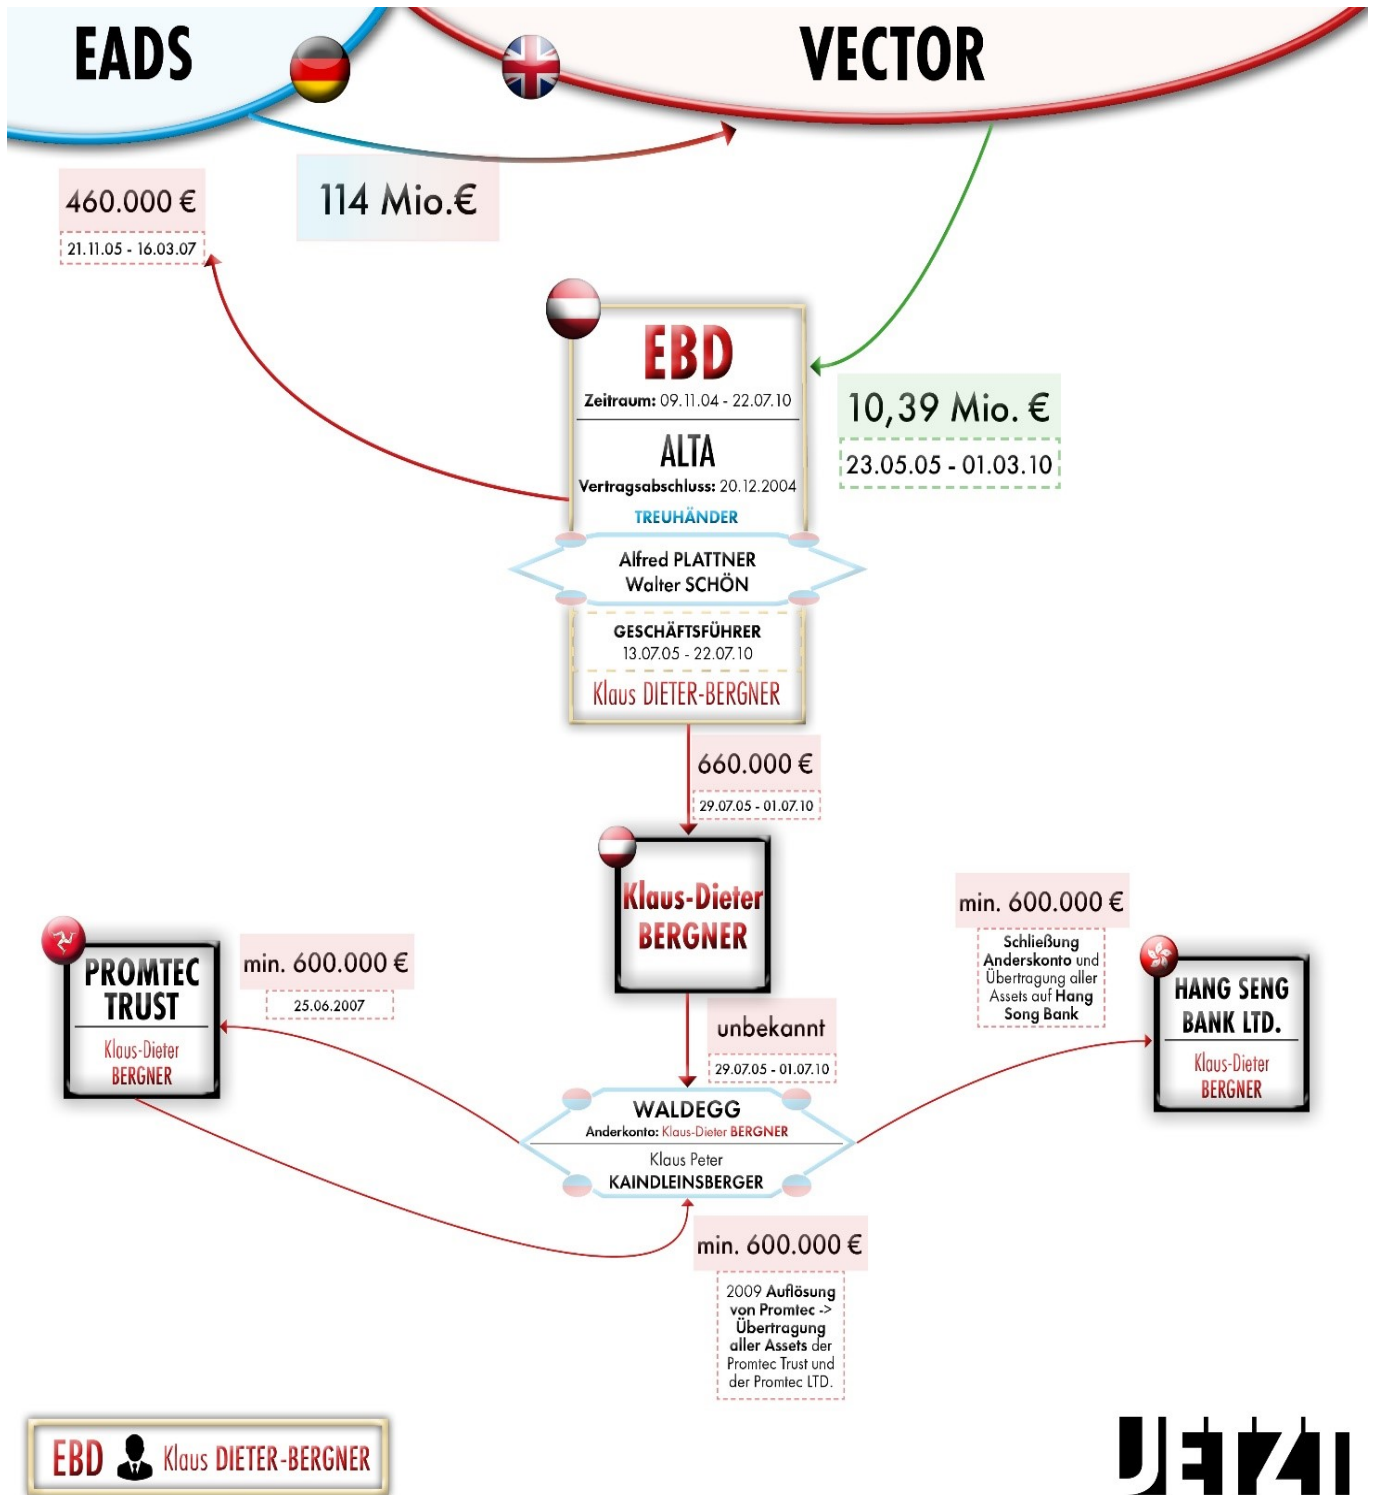 EADS
VECTOR
460.000 €
21.11.05 - 16.03.07
114 Mio.€
EBD
Zeitraum: 09.11.04 - 22.07.10
ALTA
Vertragsabschluss: 20.12.2004
TREUHÄNDER
Alfred PLATTNER
Walter SCHÖN
GESCHÄFTSFÜHRER
13.07.05 - 22.07.10
Klaus DIETER-BERGNER
10,39 Mio. €
23.05.05 - 01.03.10
660.000 €
29.07.05 - 01.07.10
Klaus-Dieter
BERGNER
PROMTEC
TRUST
Klaus-Dieter
BERGNER
min. 600.000 €
25.06.2007
unbekannt
29.07.05 - 01.07.10
min. 600.000 €
Schließung
Anderskonto und
Übertragung aller
Assets auf Hang
Song Bank
HANG SENG
BANK LTD.
Klaus-Dieter
BERGNER
WALDEGG
Anderkonto: Klaus-Dieter BERGNER
Klaus Peter
KAINDLEINSBERGER
min. 600.000 €
2009 Auflösung
von Promtec ->
Übertragung
aller Assets der
Promtec Trust und
der Promtec LTD.
EBD Klaus DIETER-BERGNER
JETZT